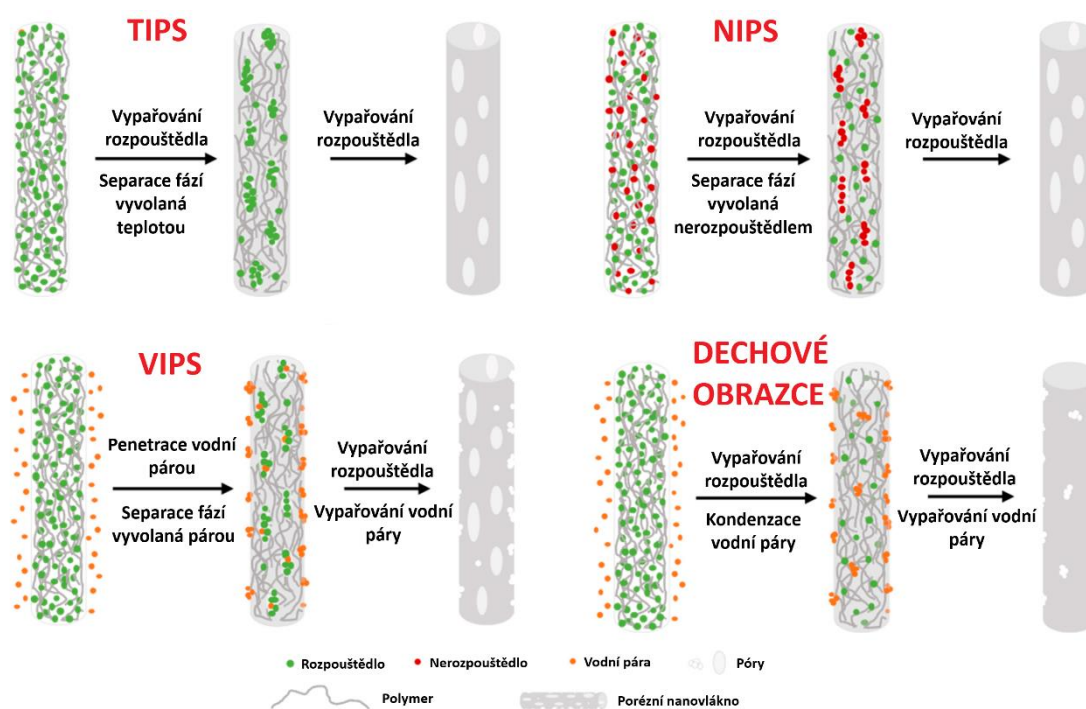 TIPS
Vypařování
rozpouštědla
Separace fází
vyvolaná
teplotou
Vypařování
rozpouštědla
NIPS
Vypařování
rozpouštědla
Separace fází
vyvolaná
nerozpouštědlem
Vypařování
rozpouštědla
VIPS
Penetrace vodní
párou
Separace fází
vyvolaná párou
Vypařování
rozpouštědla
Vypařování vodní
páry
DECHOVÉ
OBRAZCE
Vypařování
rozpouštědla
Kondenzace
vodní páry
Vypařování
rozpouštědla
Vypařování vodní
páry
Rozpouštědlo
Nerozpouštědlo
Vodní pára
Póry
Polymer
Porézní nanovlákno